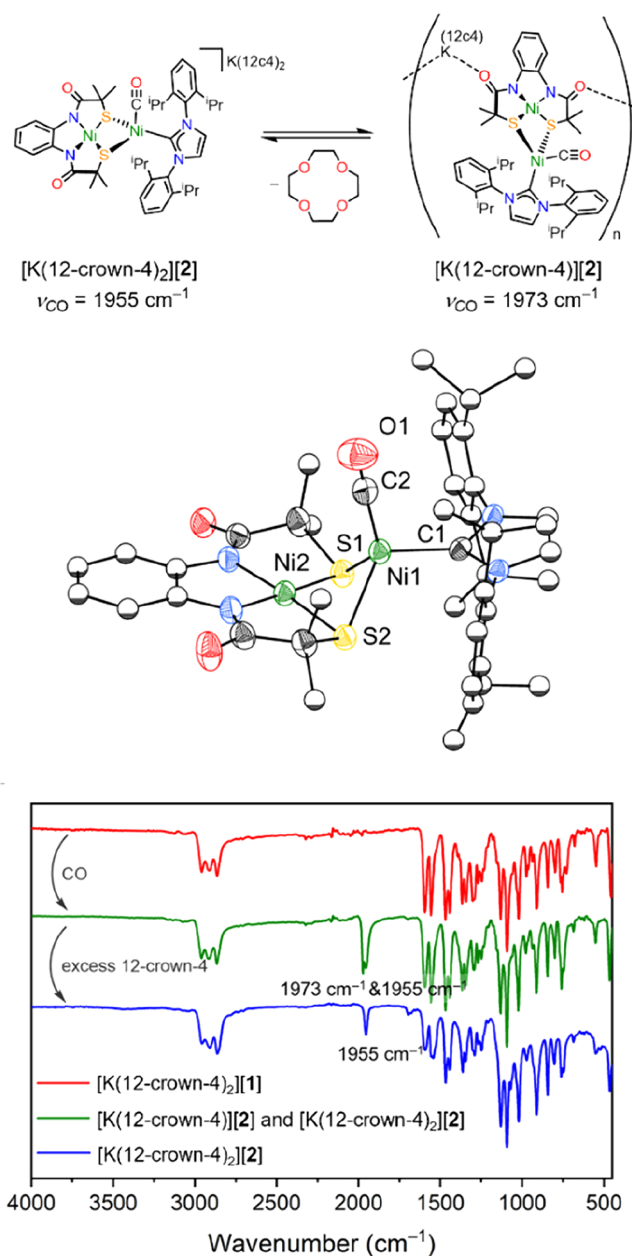 K(12c4)₂
O
O
C
ⁱPr
N
S
Ni
Ni
N
N
S
N
O
ⁱPr
ⁱPr
ⁱPr
–
O
O
O
O
(12c4)
K
O
N
N
O
Ni
S
S
Ni
C
O
ⁱPr
ⁱPr
N
N
ⁱPr
ⁱPr
n
[K(12-crown-4)₂][2]
νCO = 1955 cm⁻¹
[K(12-crown-4)][2]
νCO = 1973 cm⁻¹
O1
C2
S1
C1
Ni2
Ni1
S2
CO
excess 12-crown-4
1973 cm⁻¹ &1955 cm⁻¹
1955 cm⁻¹
[K(12-crown-4)₂][1]
[K(12-crown-4)][2] and [K(12-crown-4)₂][2]
[K(12-crown-4)₂][2]
4000 3500 3000 2500 2000 1500 1000 500
Wavenumber (cm⁻¹)